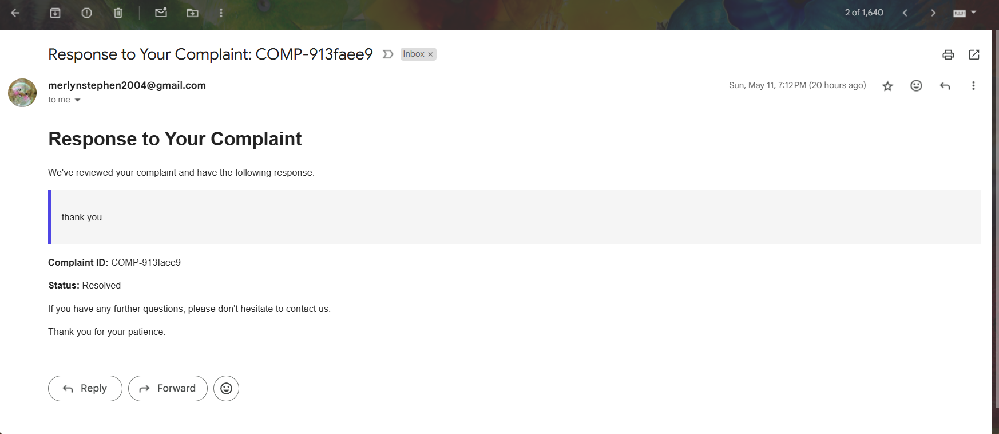 2 of 1,640
Response to Your Complaint: COMP-913faee9 Inbox ×
merlynstephen2004@gmail.com
Sun, May 11, 7:12 PM (20 hours ago)
to me
Response to Your Complaint
We've reviewed your complaint and have the following response:
thank you
Complaint ID: COMP-913faee9
Status: Resolved
If you have any further questions, please don't hesitate to contact us.
Thank you for your patience.
Reply
Forward